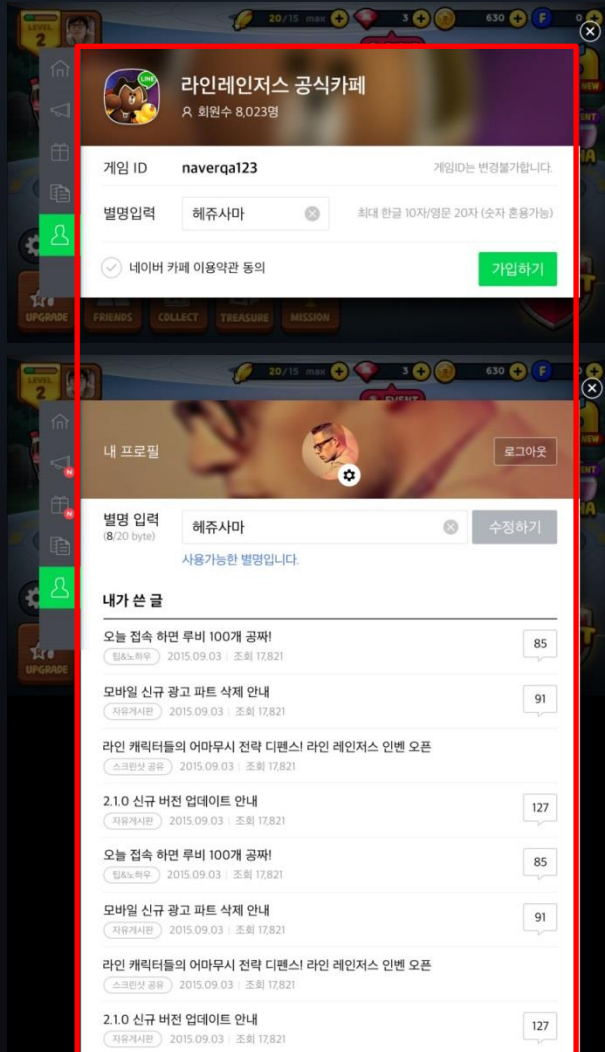 LEVEL
2
20/15 max
3
630
F
0
LINE
라인레인저스 공식카페
회원수 8,023명
NEW
게임 ID
naverqa123
게임ID는 변경불가합니다.
별명입력
헤쥬사마
최대 한글 10자/영문 20자 (숫자 혼용가능)
네이버 카페 이용약관 동의
가입하기
UPGRADE
FRIENDS
COLLECT
TREASURE
MISSION
LEVEL
2
20/15 max
3
630
F
0
EVENT
내 프로필
로그아웃
N
N
별명 입력
(8/20 byte)
헤쥬사마
수정하기
사용가능한 별명입니다.
내가 쓴 글
UPGRADE
오늘 접속 하면 루비 100개 공짜!
85
팁&노하우 2015.09.03 조회 17,821
모바일 신규 광고 파트 삭제 안내
91
자유게시판 2015.09.03 조회 17,821
라인 캐릭터들의 어마무시 전략 디펜스! 라인 레인저스 인벤 오픈
스크린샷 공유 2015.09.03 조회 17,821
2.1.0 신규 버전 업데이트 안내
127
자유게시판 2015.09.03 조회 17,821
오늘 접속 하면 루비 100개 공짜!
85
팁&노하우 2015.09.03 조회 17,821
모바일 신규 광고 파트 삭제 안내
91
자유게시판 2015.09.03 조회 17,821
라인 캐릭터들의 어마무시 전략 디펜스! 라인 레인저스 인벤 오픈
스크린샷 공유 2015.09.03 조회 17,821
2.1.0 신규 버전 업데이트 안내
127
자유게시판 2015.09.03 조회 17,821